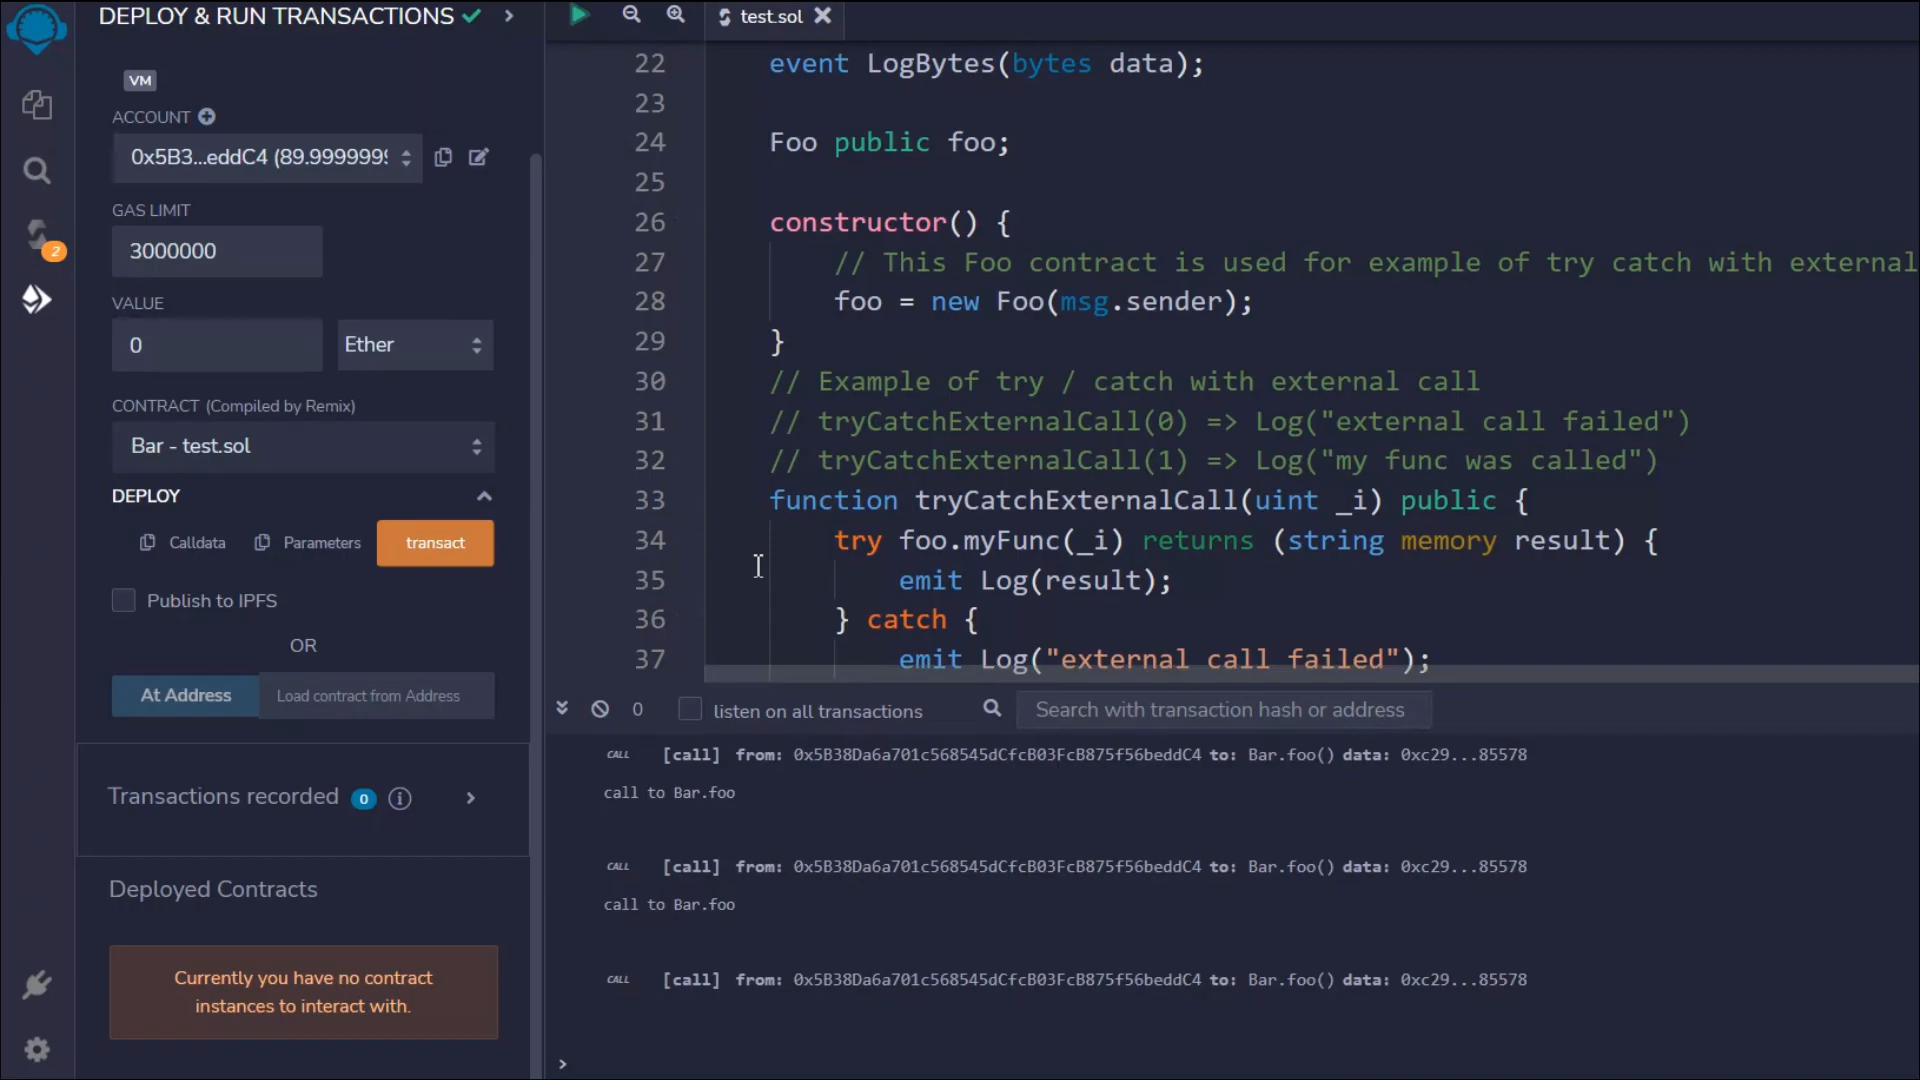 DEPLOY & RUN TRANSACTIONS
VM
ACCOUNT
0x5B3...eddC4 (89.9999999
GAS LIMIT
3000000
VALUE
0
Ether
CONTRACT (Compiled by Remix)
Bar - test.sol
DEPLOY
Calldata
Parameters
transact
Publish to IPFS
OR
At Address
Load contract from Address
Transactions recorded 0
Deployed Contracts
Currently you have no contract
instances to interact with.
2
test.sol
22 event LogBytes(bytes data);
23
24 Foo public foo;
25
26 constructor() {
27 // This Foo contract is used for example of try catch with external
28 foo = new Foo(msg.sender);
29 }
30 // Example of try / catch with external call
31 // tryCatchExternalCall(0) => Log("external call failed")
32 // tryCatchExternalCall(1) => Log("my func was called")
33 function tryCatchExternalCall(uint _i) public {
34 try foo.myFunc(_i) returns (string memory result) {
35 emit Log(result);
36 } catch {
37 emit Log("external call failed");
0
listen on all transactions
Search with transaction hash or address
CALL [call] from: 0x5B38Da6a701c568545dCfcB03FcB875f56beddC4 to: Bar.foo() data: 0xc29...85578
call to Bar.foo
CALL [call] from: 0x5B38Da6a701c568545dCfcB03FcB875f56beddC4 to: Bar.foo() data: 0xc29...85578
call to Bar.foo
CALL [call] from: 0x5B38Da6a701c568545dCfcB03FcB875f56beddC4 to: Bar.foo() data: 0xc29...85578
>